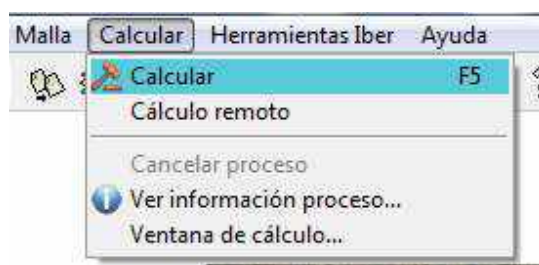 Malla Calcular Herramientas Iber Ayuda
Calcular F5
Cálculo remoto
Cancelar proceso
Ver información proceso...
Ventana de cálculo...